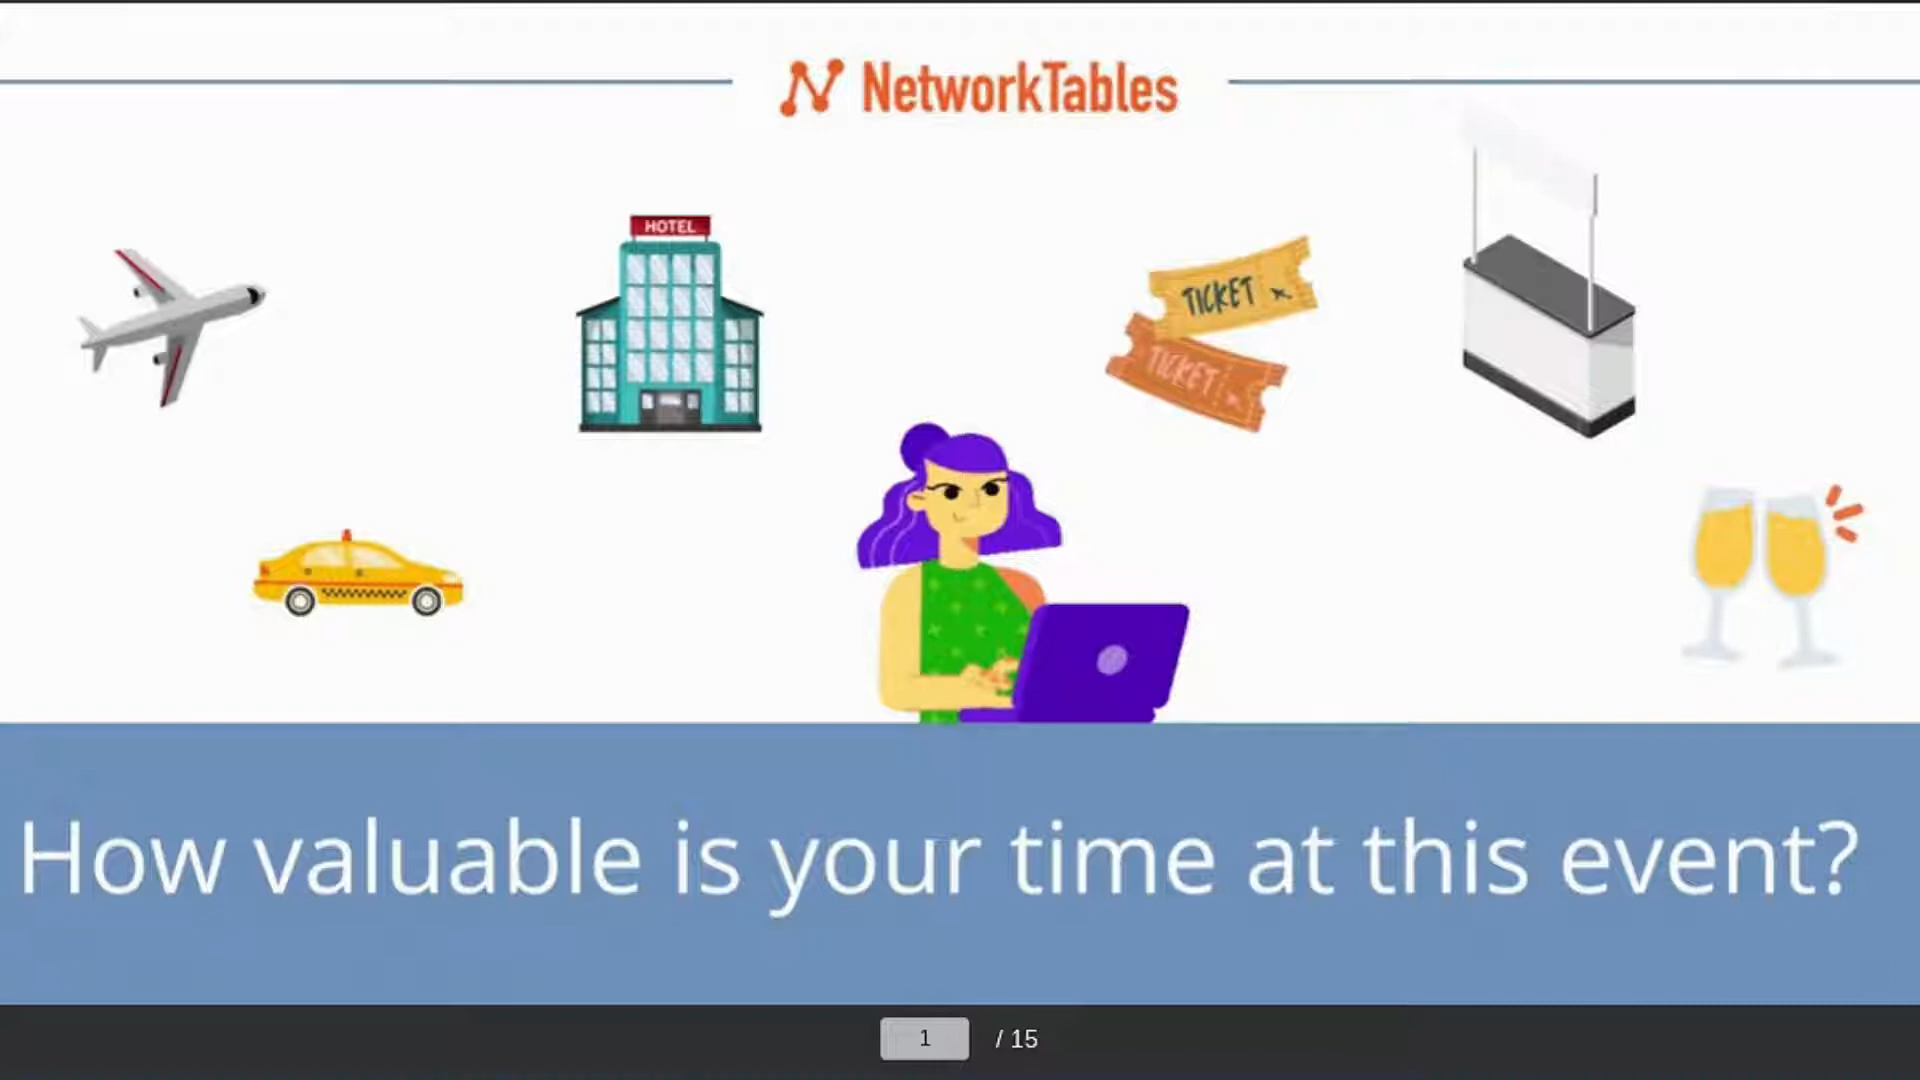 NetworkTables
HOTEL
TICKET
TICKET
How valuable is your time at this event?
1 / 15